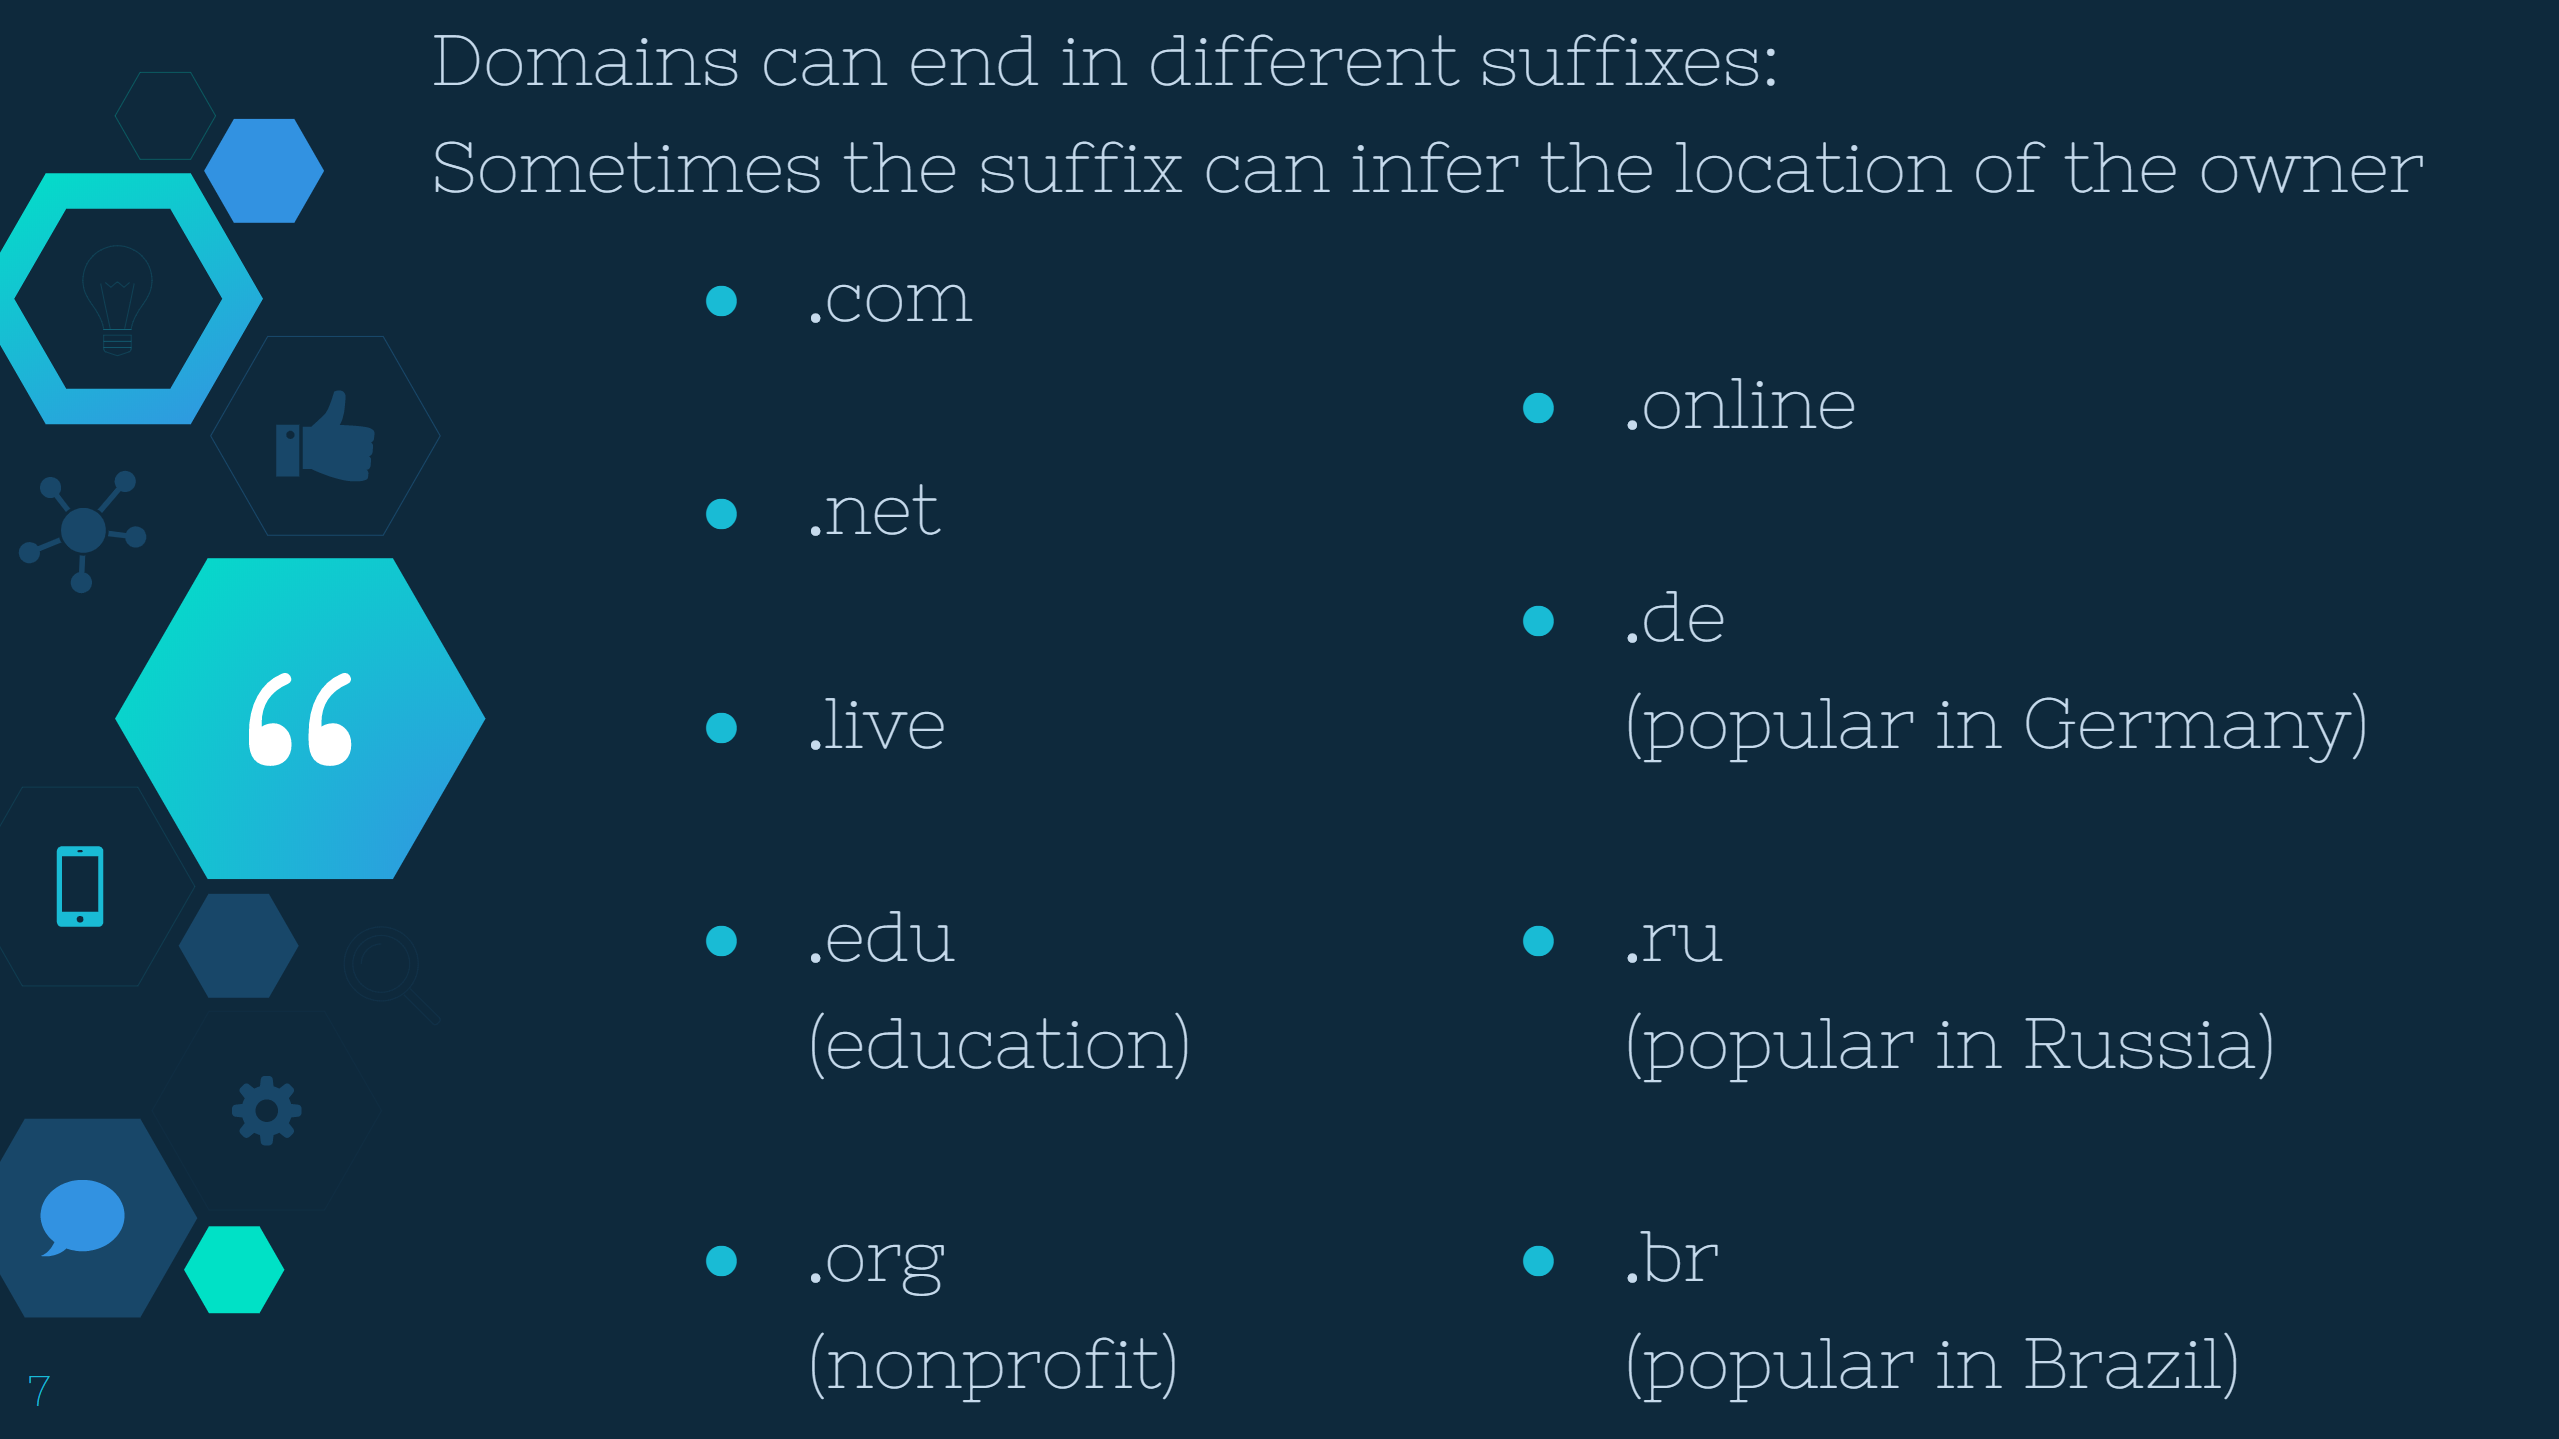 Domains can end in different suffixes:
Sometimes the suffix can infer the location of the owner
● .com
● .net
● .live
● .edu
(education)
● .org
(nonprofit)
● .online
● .de
(popular in Germany)
● .ru
(popular in Russia)
● .br
(popular in Brazil)
“
7